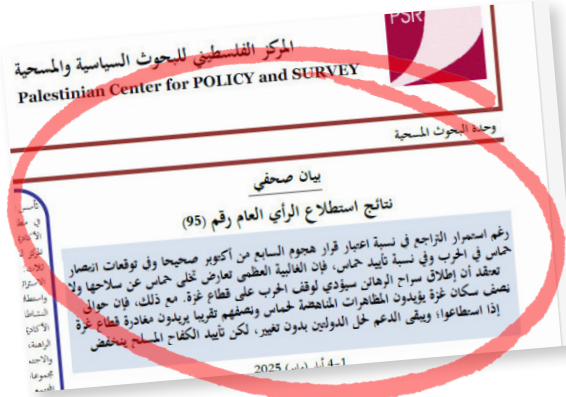 PSR
المركز الفلسطيني للبحوث السياسية والمسحية
Palestinian Center for POLICY and SURVEY
وحدة البحوث المسحية
بيان صحفي
نتائج استطلاع الرأي العام رقم (95)
رغم استمرار التراجع في نسبة اعتبار قرار هجوم السابع من أكتوبر صحيحا وفي توقعات انتصار
حماس في الحرب وفي نسبة تأييد حماس، فإن الغالبية العظمى تعارض تخلي حماس عن سلاحها ولا
تعتقد أن إطلاق سراح الرهائن سيؤدي لوقف الحرب على قطاع غزة. مع ذلك، فإن حوالي
نصف سكان غزة يؤيدون المظاهرات المناهضة لحماس ونصفهم تقريبا يريدون مغادرة قطاع غزة
إذا استطاعوا؛ ويبقى الدعم لحل الدولتين بدون تغيير، لكن تأييد الكفاح المسلح ينخفض
1-4 أيار (مايو) 2025